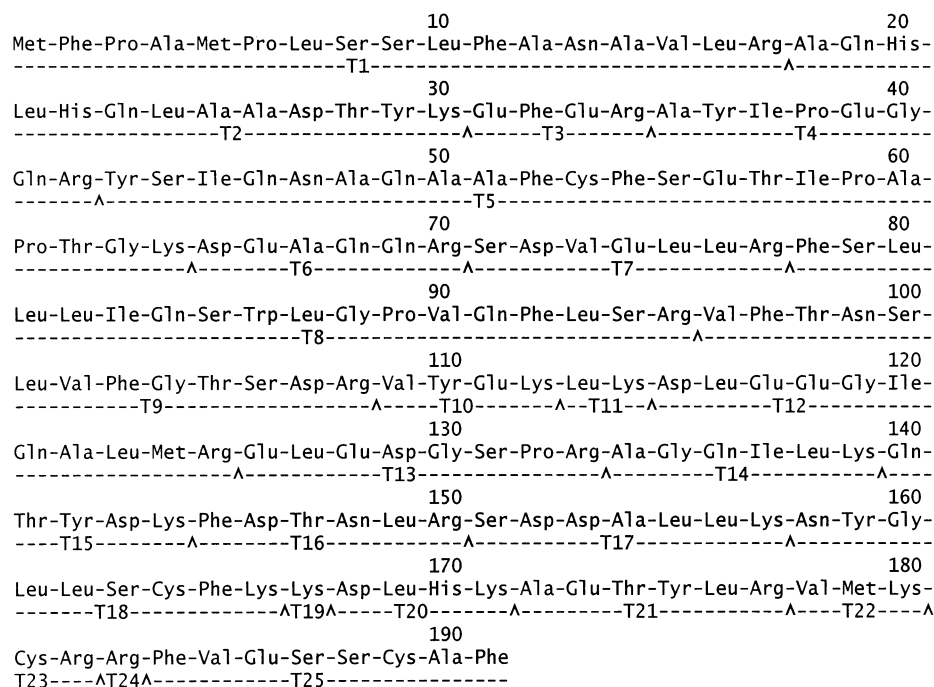 10 20
Met-Phe-Pro-Ala-Met-Pro-Leu-Ser-Ser-Leu-Phe-Ala-Asn-Ala-Val-Leu-Arg-Ala-Gln-His-
-----------------------------T1------------------------------------^------------
30 40
Leu-His-Gln-Leu-Ala-Ala-Asp-Thr-Tyr-Lys-Glu-Phe-Glu-Arg-Ala-Tyr-Ile-Pro-Glu-Gly-
------------------T2-------------------^------T3-------^------------T4----------
50 60
Gln-Arg-Tyr-Ser-Ile-Gln-Asn-Ala-Gln-Ala-Ala-Phe-Cys-Phe-Ser-Glu-Thr-Ile-Pro-Ala-
-------^--------------------------------T5--------------------------------------
70 80
Pro-Thr-Gly-Lys-Asp-Glu-Ala-Gln-Gln-Arg-Ser-Asp-Val-Glu-Leu-Leu-Arg-Phe-Ser-Leu-
---------------^--------T6-------------^------------T7-------------^------------
90 100
Leu-Leu-Ile-Gln-Ser-Trp-Leu-Gly-Pro-Val-Gln-Phe-Leu-Ser-Arg-Val-Phe-Thr-Asn-Ser-
-------------------------T8--------------------------------^--------------------
110 120
Leu-Val-Phe-Gly-Thr-Ser-Asp-Arg-Val-Tyr-Glu-Lys-Leu-Lys-Asp-Leu-Glu-Glu-Gly-Ile-
-----------T9------------------^-----T10-------^--T11--^----------T12-----------
130 140
Gln-Ala-Leu-Met-Arg-Glu-Leu-Glu-Asp-Gly-Ser-Pro-Arg-Ala-Gly-Gln-Ile-Leu-Lys-Gln-
-------------------^------------T13----------------^---------T14-----------^----
150 160
Thr-Tyr-Asp-Lys-Phe-Asp-Thr-Asn-Leu-Arg-Ser-Asp-Asp-Ala-Leu-Leu-Lys-Asn-Tyr-Gly-
----T15--------^--------T16------------^-----------T17-------------^------------
170 180
Leu-Leu-Ser-Cys-Phe-Lys-Lys-Asp-Leu-His-Lys-Ala-Glu-Thr-Tyr-Leu-Arg-Val-Met-Lys-
-------T18-------------^T19^-----T20-------^---------T21-----------^----T22----^
190
Cys-Arg-Arg-Phe-Val-Glu-Ser-Ser-Cys-Ala-Phe
T23----^T24^------------T25----------------